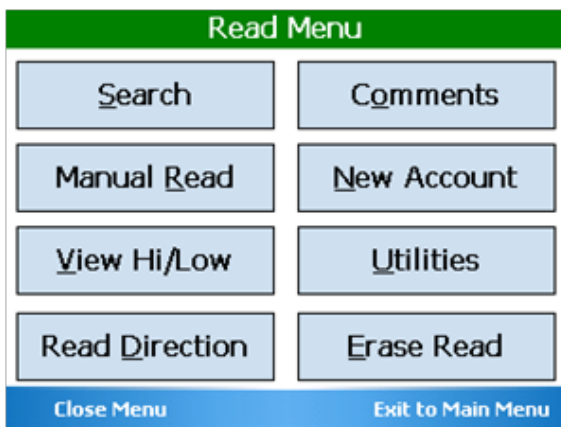 Read Menu
Search Comments
Manual Read New Account
View Hi/Low Utilities
Read Direction Erase Read
Close Menu Exit to Main Menu